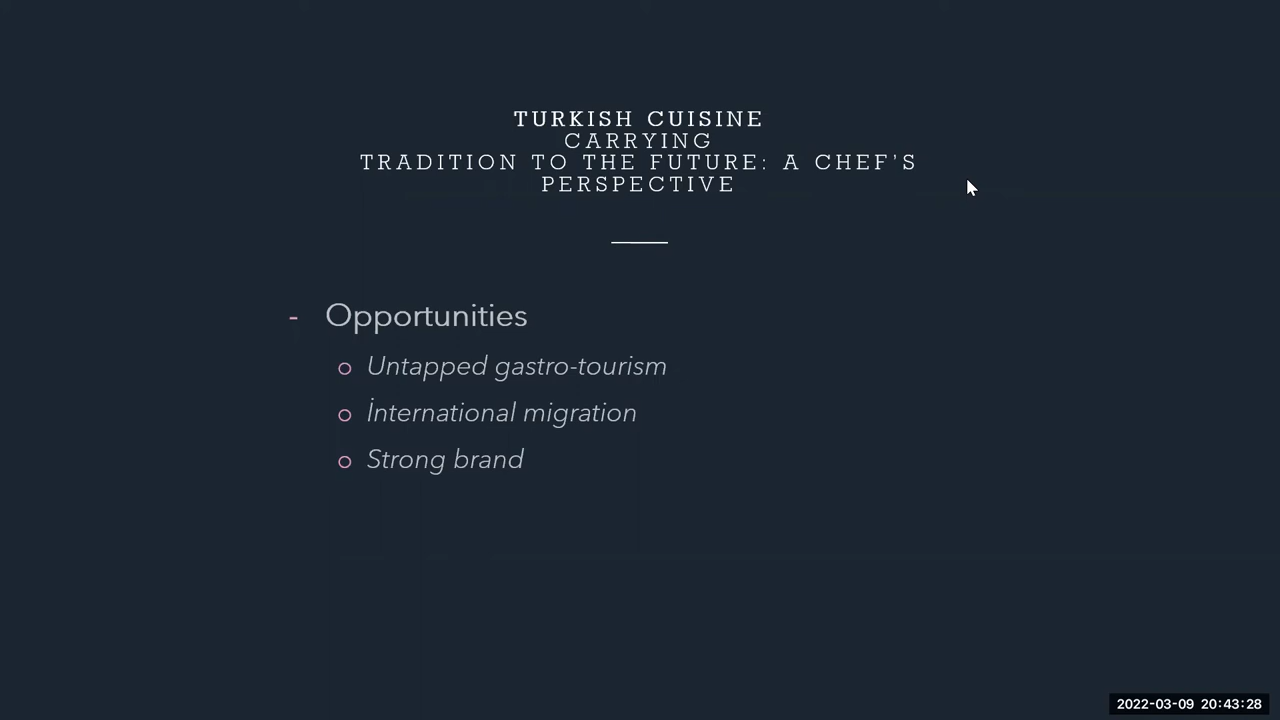 TURKISH CUISINE
CARRYING
TRADITION TO THE FUTURE: A CHEF'S
PERSPECTIVE
- Opportunities
o Untapped gastro-tourism
o İnternational migration
o Strong brand
2022-03-09 20:43:28